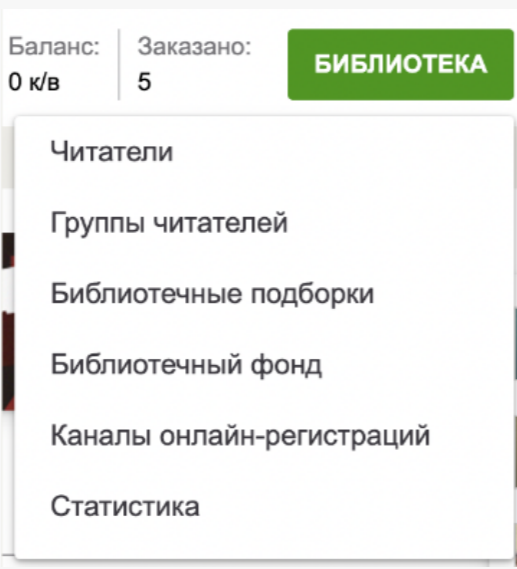 Баланс: Заказано:
0 к/в 5
БИБЛИОТЕКА
Читатели
Группы читателей
Библиотечные подборки
Библиотечный фонд
Каналы онлайн-регистраций
Статистика